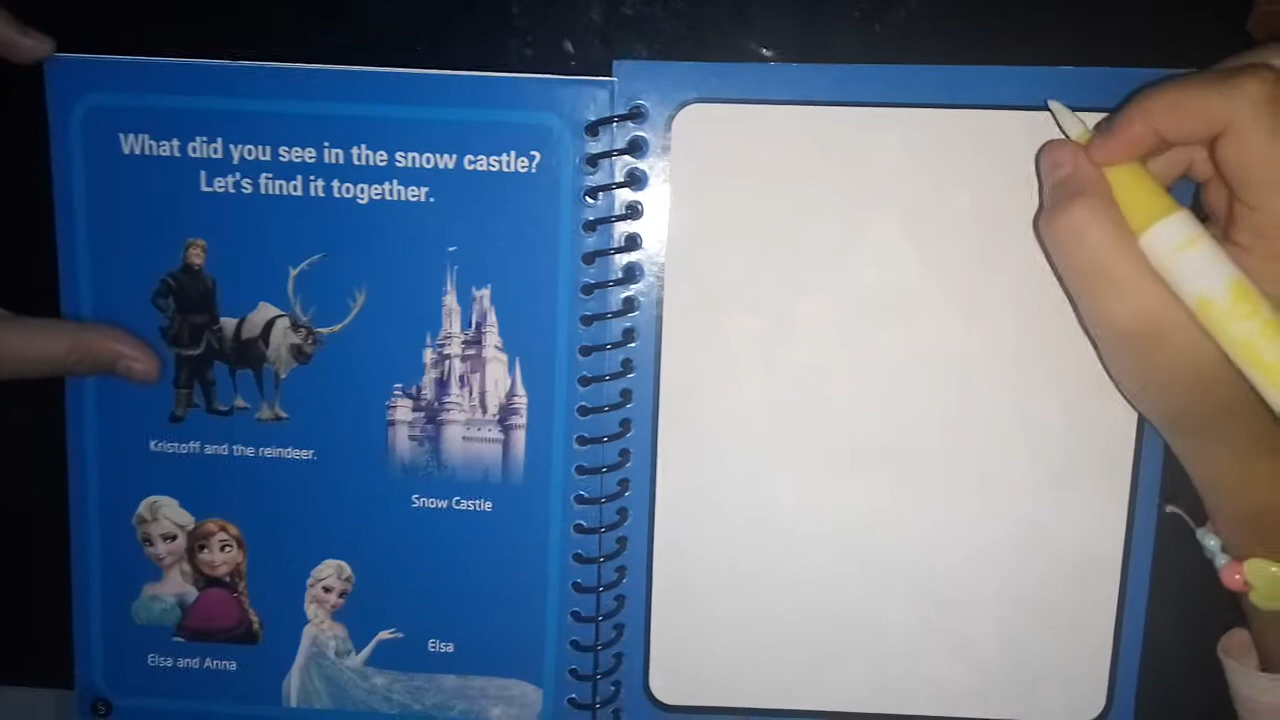 What did you see in the snow castle?
Let's find it together.
Kristoff and the reindeer.
Snow Castle
Elsa and Anna
Elsa
5